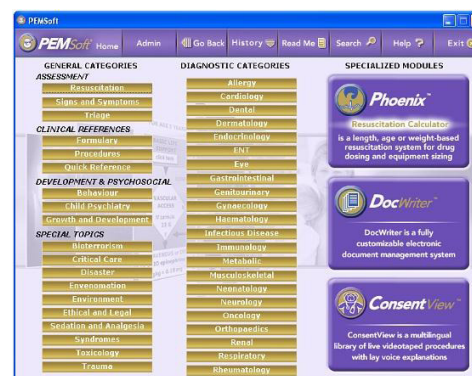 PEMSoft
PEMSoft Home Admin Go Back History Read Me Search Help ? Exit
GENERAL CATEGORIES
ASSESSMENT
Resuscitation
Signs and Symptoms
Triage
CLINICAL REFERENCES
Formulary
Procedures
Quick Reference
DEVELOPMENT & PSYCHOSOCIAL
Behaviour
Child Psychiatry
Growth and Development
SPECIAL TOPICS
Bioterrorism
Critical Care
Disaster
Envenomation
Environment
Ethical and Legal
Sedation and Analgesia
Syndromes
Toxicology
Trauma
DIAGNOSTIC CATEGORIES
Allergy
Cardiology
Dental
Dermatology
Endocrinology
ENT
Eye
Gastrointestinal
Genitourinary
Gynaecology
Haematology
Infectious Disease
Immunology
Metabolic
Musculoskeletal
Neonatology
Neurology
Oncology
Orthopaedics
Renal
Respiratory
Rheumatology
SPECIALIZED MODULES
Phoenix™
Resuscitation Calculator
is a length, age or weight-based
resuscitation system for drug
dosing and equipment sizing
DocWriter™
DocWriter is a fully
customizable electronic
document management system
ConsentView™
ConsentView is a multilingual
library of live videotaped procedures
with lay voice explanations